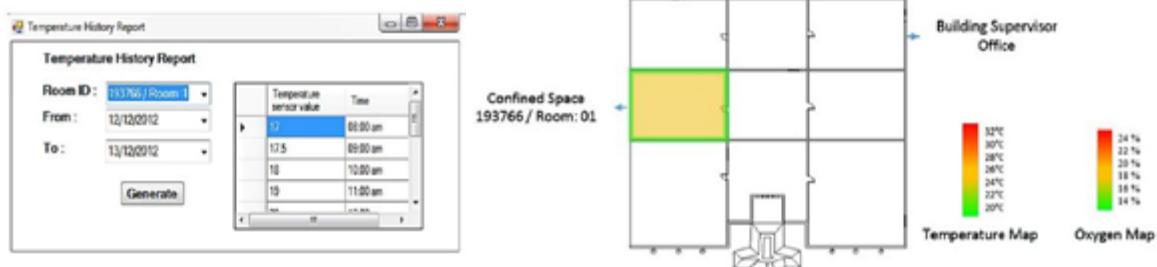 Temperature History Report
Temperature History Report
Room ID :
193766 / Room: 1
From :
12/12/2012
To :
13/12/2012
Generate
Temperature sensor value Time
17 08:00 am
17.5 09:00 am
18 10:00 am
19 11:00 am
Confined Space
193766 / Room: 01
Building Supervisor
Office
32°C
30°C
28°C
26°C
24°C
22°C
20°C
Temperature Map
24 %
22 %
20 %
18 %
16 %
14 %
Oxygen Map